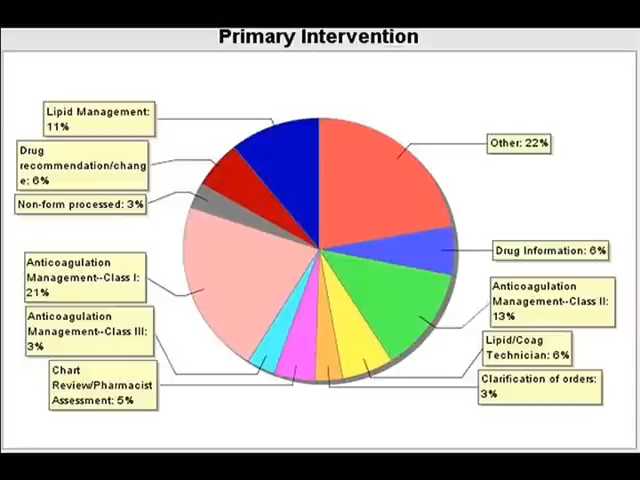 Primary Intervention
Lipid Management:
11%
Drug
recommendation/chang
e: 6%
Non-form processed: 3%
Anticoagulation
Management--Class I:
21%
Anticoagulation
Management--Class III:
3%
Chart
Review/Pharmacist
Assessment: 5%
Other: 22%
Drug Information: 6%
Anticoagulation
Management--Class II:
13%
Lipid/Coag
Technician: 6%
Clarification of orders:
3%